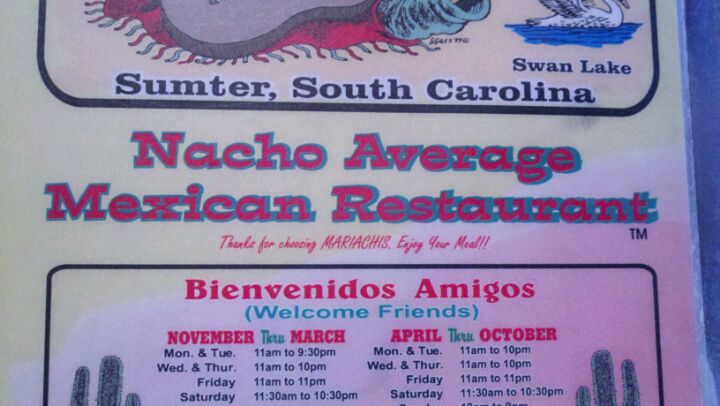 Swan Lake
Sumter, South Carolina
Nacho Average
Mexican Restaurant
TM
Thanks for choosing MARIACHIS. Enjoy Your Meal!!
Bienvenidos Amigos
(Welcome Friends)
NOVEMBER Thru MARCH
Mon. & Tue. 11am to 9:30pm
Wed. & Thur. 11am to 10pm
Friday 11am to 11pm
Saturday 11:30am to 10:30pm
APRIL Thru OCTOBER
Mon. & Tue. 11am to 10pm
Wed. & Thur. 11am to 10pm
Friday 11am to 11pm
Saturday 11:30am to 10:30pm